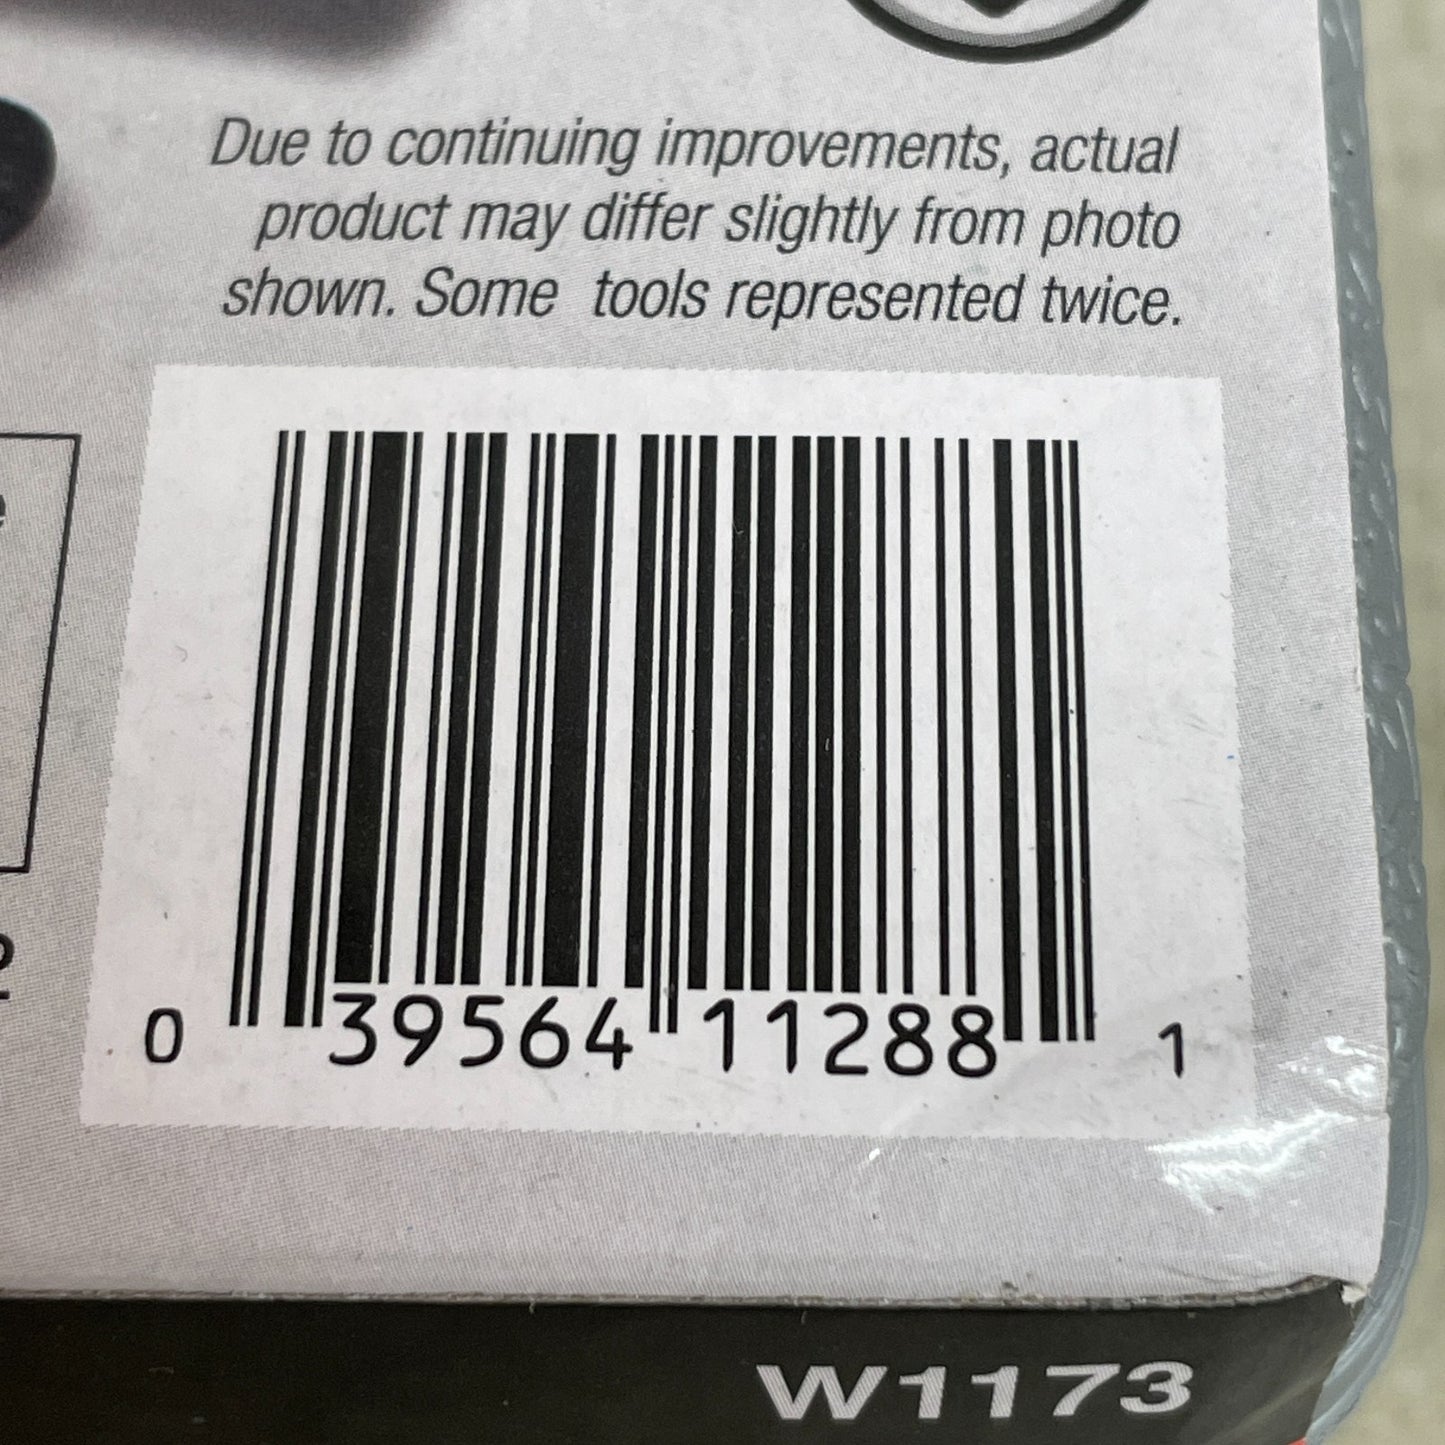 Due to continuing improvements, actual
product may differ slightly from photo
shown. Some tools represented twice.
e
2
0 39564 11288 1
W1173